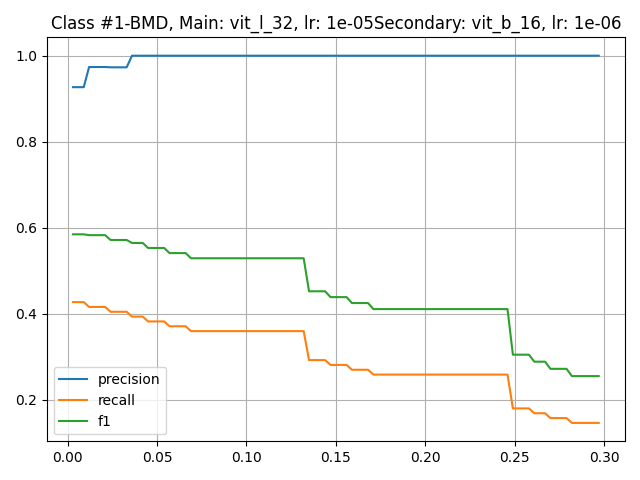 Class #1-BMD, Main: vit_l_32, lr: 1e-05Secondary: vit_b_16, lr: 1e-06
1.0
0.8
0.6
0.4
0.2
precision
recall
f1
0.00 0.05 0.10 0.15 0.20 0.25 0.30